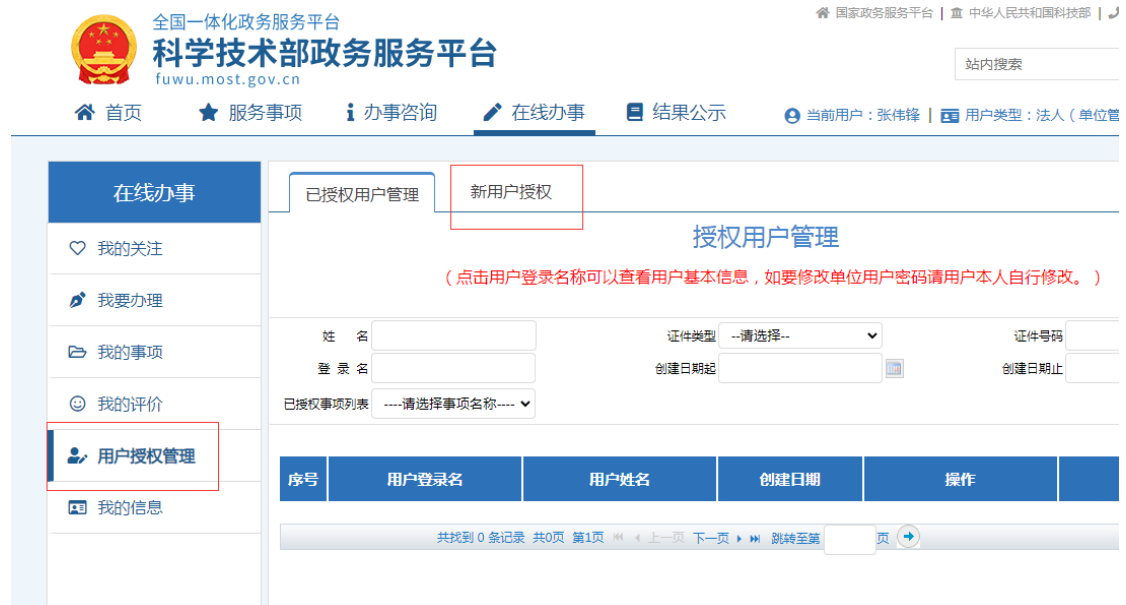 全国一体化政务服务平台
科学技术部政务服务平台
fuwu.most.gov.cn
国家政务服务平台 | 中华人民共和国科技部 |
站内搜索
首页 服务事项 办事咨询 在线办事 结果公示 当前用户：张伟锋 | 用户类型：法人（单位管
在线办事
我的关注
我要办理
我的事项
我的评价
用户授权管理
我的信息
已授权用户管理 新用户授权
授权用户管理
（点击用户登录名称可以查看用户基本信息，如要修改单位用户密码请用户本人自行修改。）
姓 名 证件类型 --请选择-- 证件号码
登 录 名 创建日期起 创建日期止
已授权事项列表 ----请选择事项名称----
序号 用户登录名 用户姓名 创建日期 操作
共找到 0 条记录 共0页 第1页 上一页 下一页 跳转至第 页